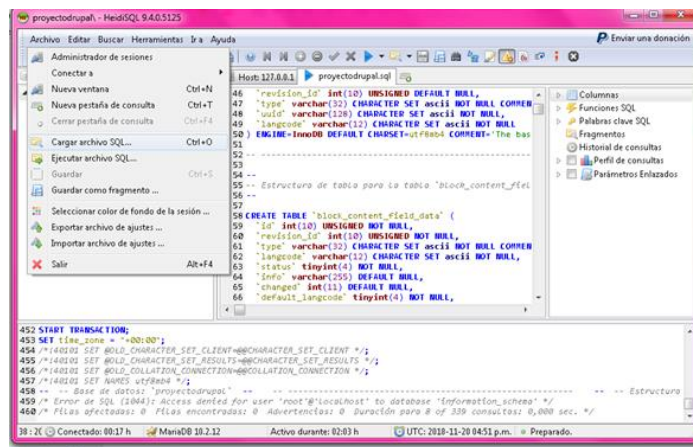 proyectodrupal\ - HeidiSQL 9.4.0.5125
Archivo Editar Buscar Herramientas Ir a Ayuda
Enviar una donación
Administrador de sesiones
Conectar a
Nueva ventana Ctrl+N
Nueva pestaña de consulta Ctrl+T
Cerrar pestaña de consulta Ctrl+F4
Cargar archivo SQL... Ctrl+O
Ejecutar archivo SQL...
Guardar Ctrl+S
Guardar como fragmento ...
Seleccionar color de fondo de la sesión ...
Exportar archivo de ajustes ...
Importar archivo de ajustes ...
Salir Alt+F4
Host: 127.0.0.1 proyectodrupal.sql
46 `revision_id` int(10) UNSIGNED DEFAULT NULL,
47 `type` varchar(32) CHARACTER SET ascii NOT NULL COMMEN
48 `uuid` varchar(128) CHARACTER SET ascii NOT NULL,
49 `langcode` varchar(12) CHARACTER SET ascii NOT NULL
50 ) ENGINE=InnoDB DEFAULT CHARSET=utf8mb4 COMMENT='The bas
51
52 -- --------------------------------------------------------
53
54 --
55 -- Estructura de tabla para la tabla `block_content_fiel
56 --
57
58 CREATE TABLE `block_content_field_data` (
59 `id` int(10) UNSIGNED NOT NULL,
60 `revision_id` int(10) UNSIGNED NOT NULL,
61 `type` varchar(32) CHARACTER SET ascii NOT NULL COMMEN
62 `langcode` varchar(12) CHARACTER SET ascii NOT NULL,
63 `status` tinyint(4) NOT NULL,
64 `info` varchar(255) DEFAULT NULL,
65 `changed` int(11) DEFAULT NULL,
66 `default_langcode` tinyint(4) NOT NULL,
Columnas
Funciones SQL
Palabras clave SQL
Fragmentos
Historial de consultas
Perfil de consultas
Parámetros Enlazados
452 START TRANSACTION;
453 SET time_zone = "+00:00";
454 /*!40101 SET @OLD_CHARACTER_SET_CLIENT=@@CHARACTER_SET_CLIENT */;
455 /*!40101 SET @OLD_CHARACTER_SET_RESULTS=@@CHARACTER_SET_RESULTS */;
456 /*!40101 SET @OLD_COLLATION_CONNECTION=@@COLLATION_CONNECTION */;
457 /*!40101 SET NAMES utf8mb4 */;
458 -- -- Base de datos: `proyectodrupal` -- -- -------------------------------------------------------- -- -- Estructura
459 /* Error de SQL (1044): Access denied for user 'root'@'localhost' to database 'information_schema' */
460 /* Filas afectadas: 0 Filas encontradas: 0 Advertencias: 0 Duración para 8 of 339 consultas: 0,000 sec. */
Conectado: 00:17 h MariaDB 10.2.12 Activo durante: 02:03 h UTC: 2018-11-20 04:51 p.m. Preparado.